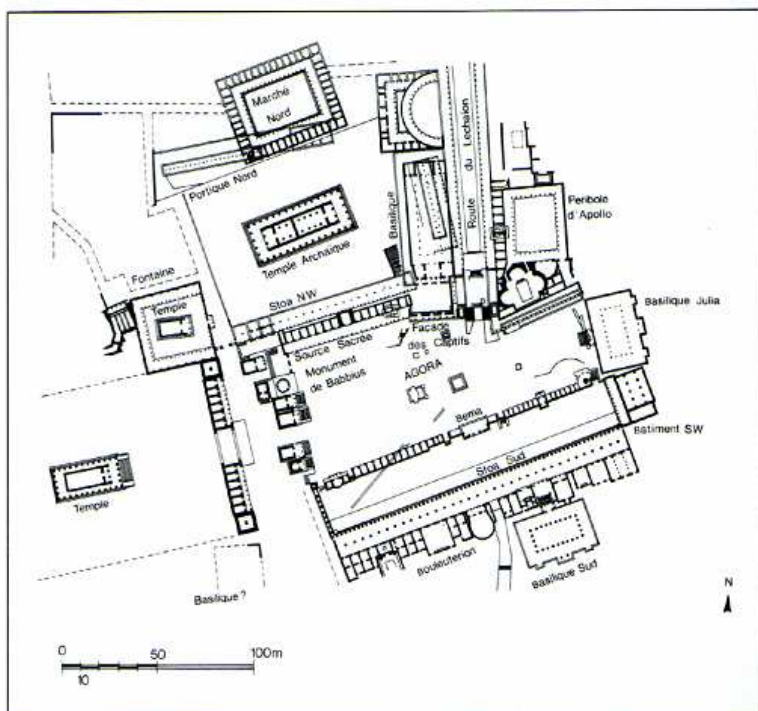 Marché
Nord
Portique Nord
Temple Archaïque
Basilique
Route du Lechaion
Peribole
d'Apollo
Fontaine
Temple
Stoa NW
Basilique Julia
Source Sacrée
Façade
des Captifs
Monument
de Babbius
AGORA
Bema
Bâtiment SW
Stoa Sud
Temple
Bouleuterion
Basilique Sud
Basilique ?
N
0 50 100m
10